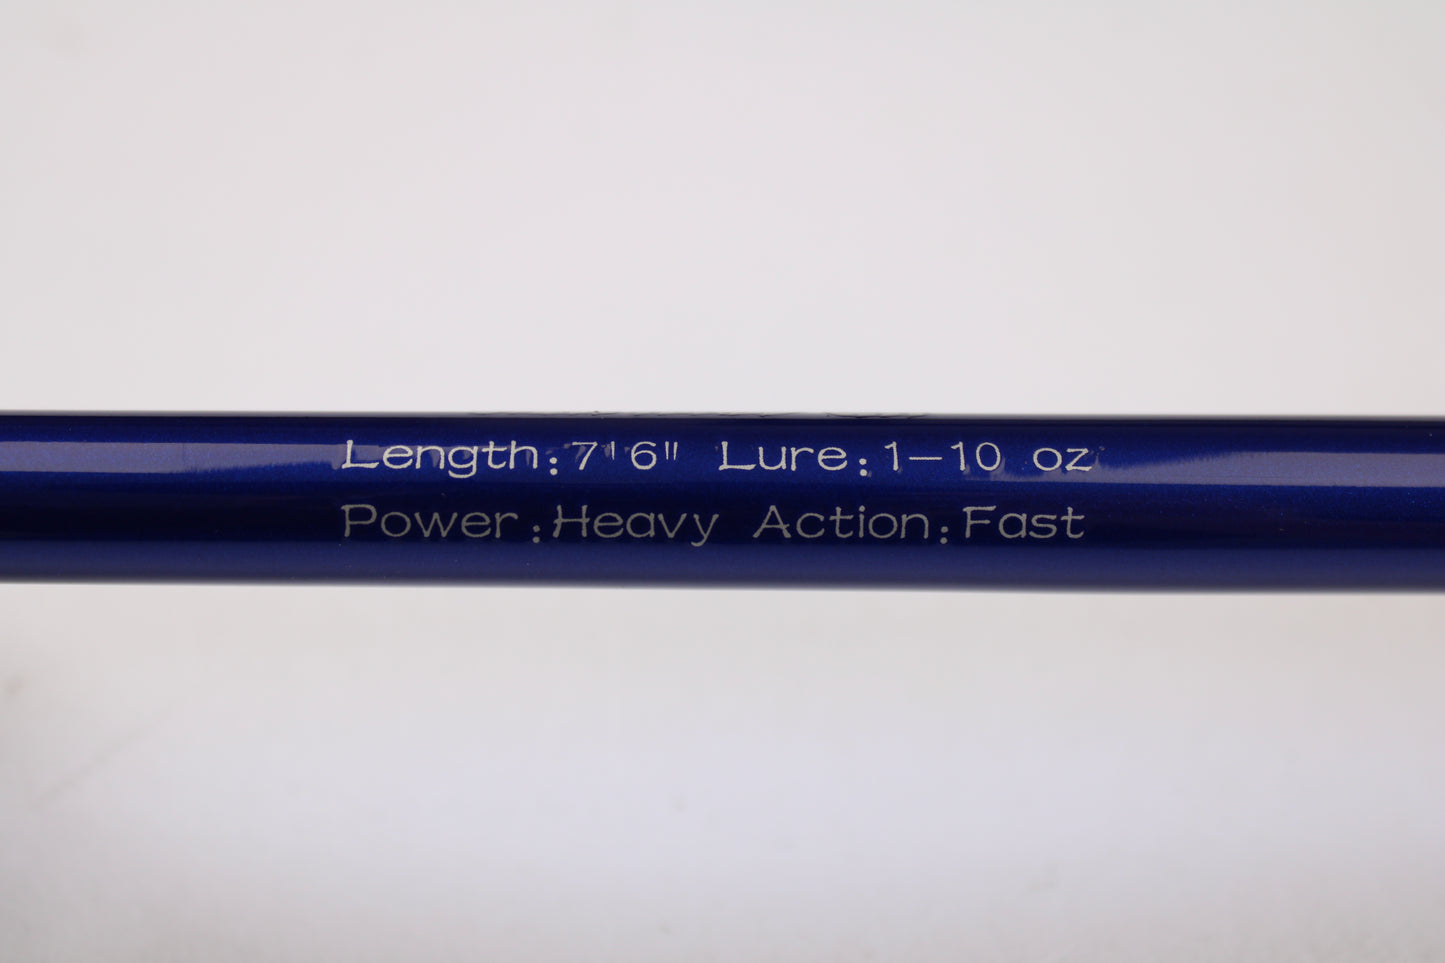 Length:7'6" Lure:1-10 oz
Power:Heavy Action:Fast